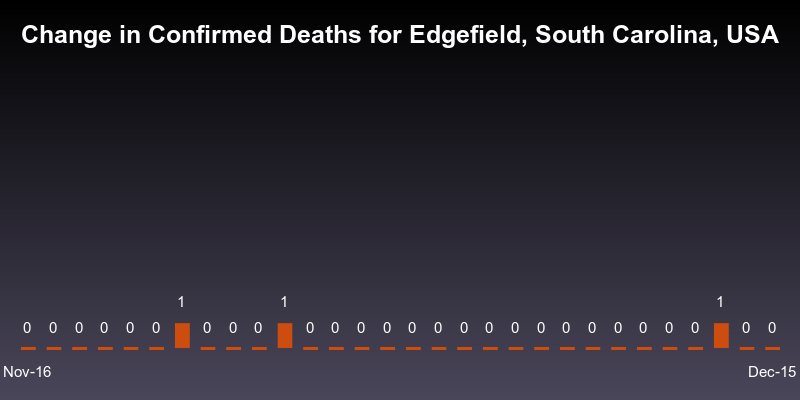 Change in Confirmed Deaths for Edgefield, South Carolina, USA
1 1 1
0 0 0 0 0 0 0 0 0 0 0 0 0 0 0 0 0 0 0 0 0 0 0 0 0 0 0
Nov-16 Dec-15